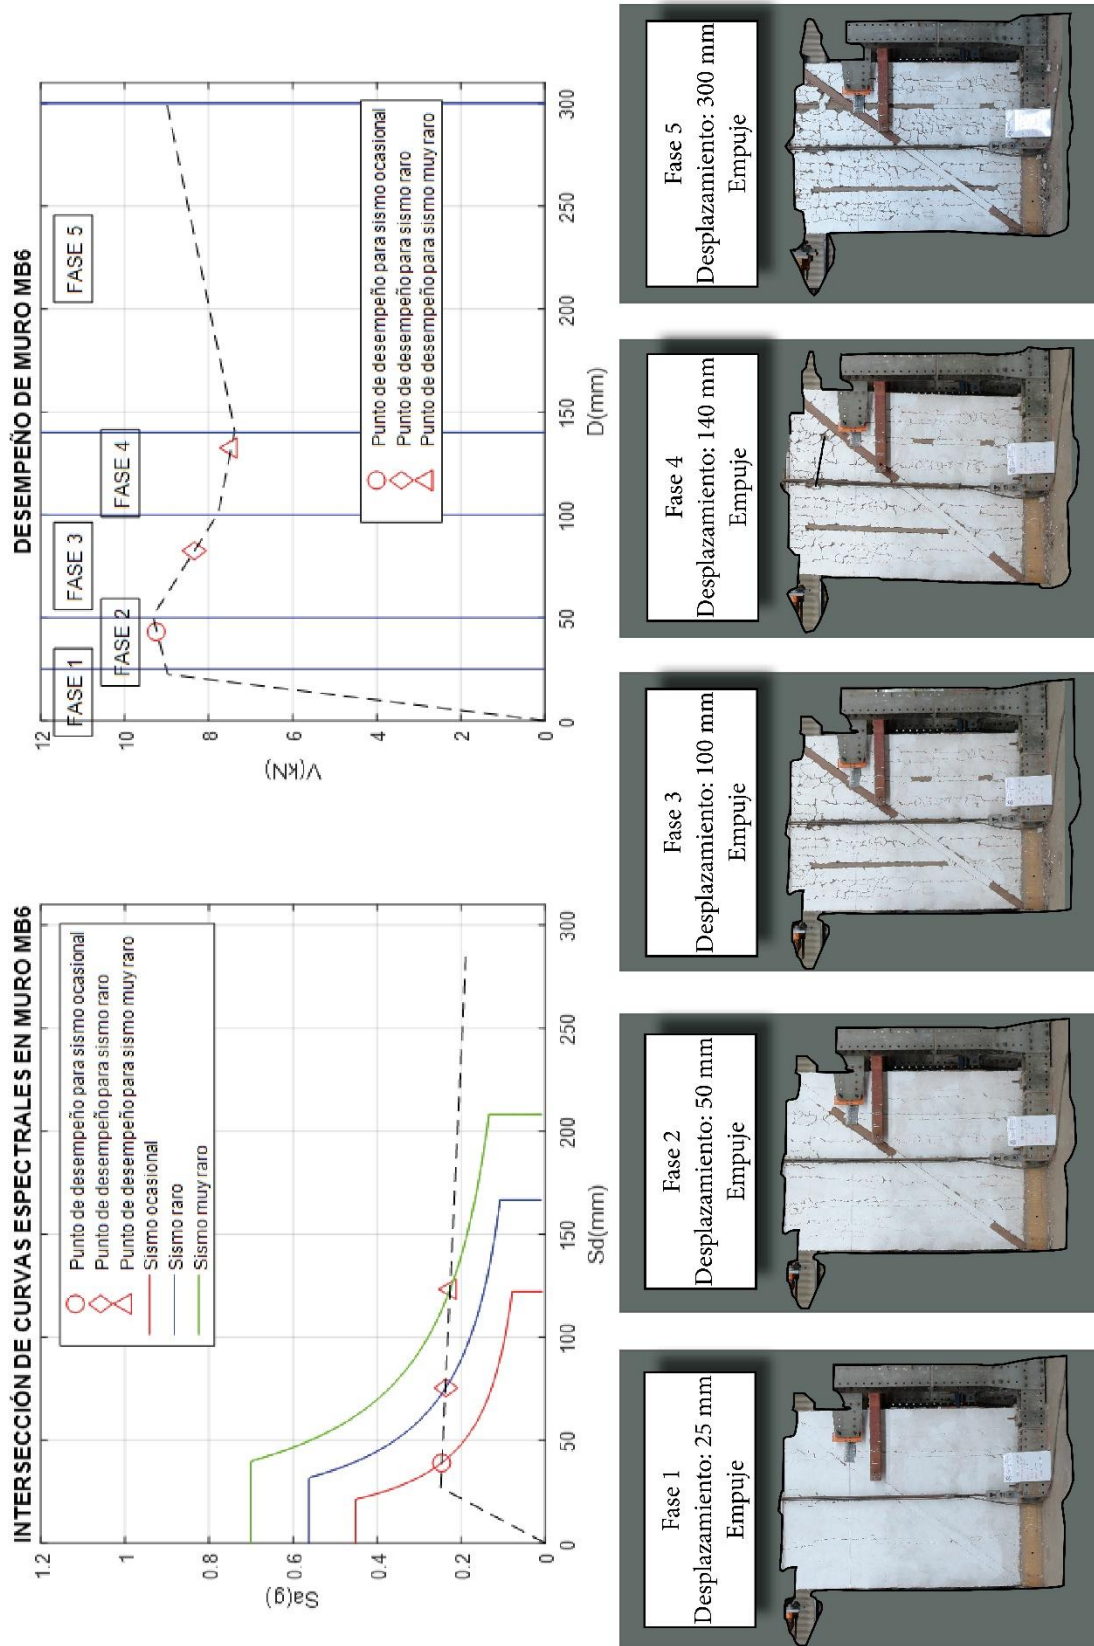 INTERSECCIÓN DE CURVAS ESPECTRALES EN MURO MB6
1.2
1
0.8
0.6
0.4
0.2
0
Sa(g)
0
50
100
150
200
250
300
Sd(mm)
Punto de desempeño para sismo ocasional
Punto de desempeño para sismo raro
Punto de desempeño para sismo muy raro
Sismo ocasional
Sismo raro
Sismo muy raro
DESEMPEÑO DE MURO MB6
12
10
8
6
4
2
0
V(kN)
0
50
100
150
200
250
300
D(mm)
FASE 1
FASE 2
FASE 3
FASE 4
FASE 5
Punto de desempeño para sismo ocasional
Punto de desempeño para sismo raro
Punto de desempeño para sismo muy raro
Fase 1
Desplazamiento: 25 mm
Empuje
Fase 2
Desplazamiento: 50 mm
Empuje
Fase 3
Desplazamiento: 100 mm
Empuje
Fase 4
Desplazamiento: 140 mm
Empuje
Fase 5
Desplazamiento: 300 mm
Empuje